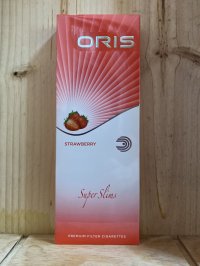 ORIS
STRAWBERRY
Super Slims
PREMIUM FILTER CIGARETTES